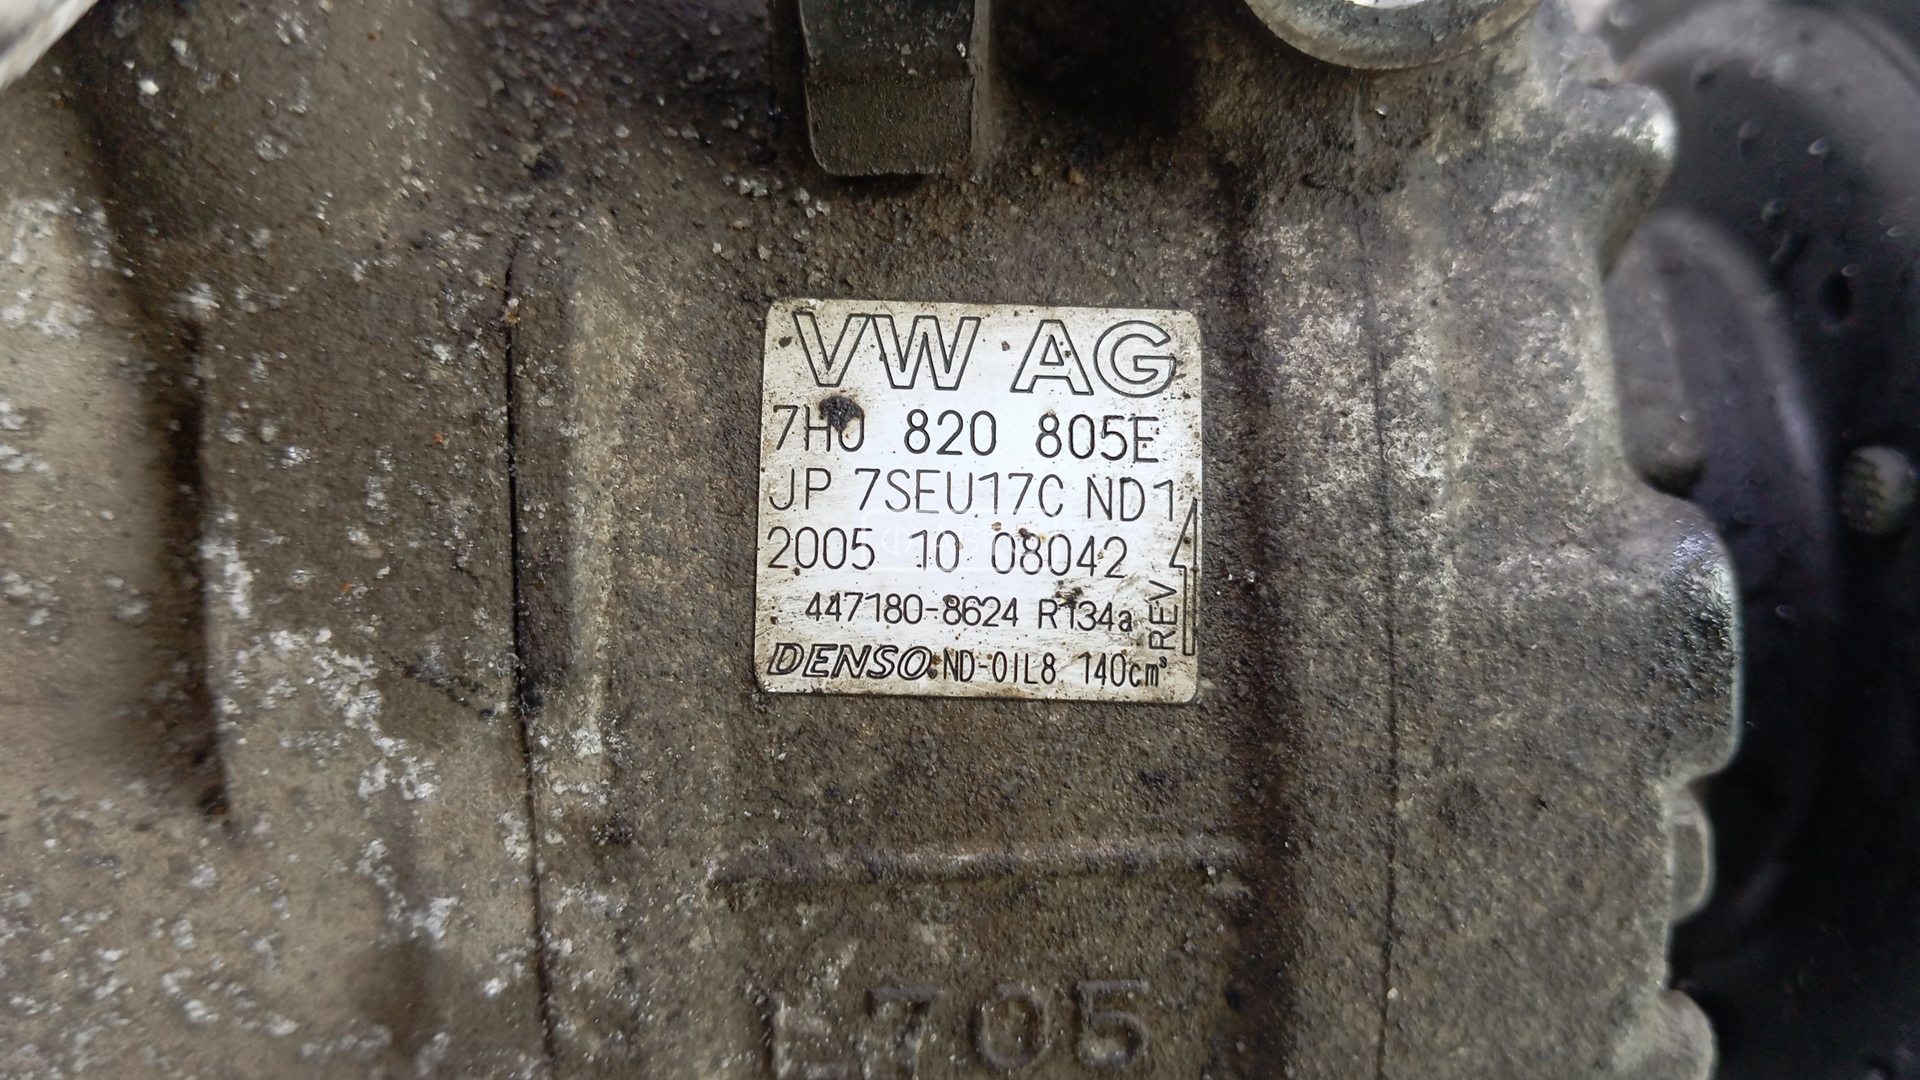 VW AG
7H0 820 805E
JP 7SEU17C ND1
2005 10 08042
447180-8624 R134a
REV
DENSO ND-OIL8 140cm³
705